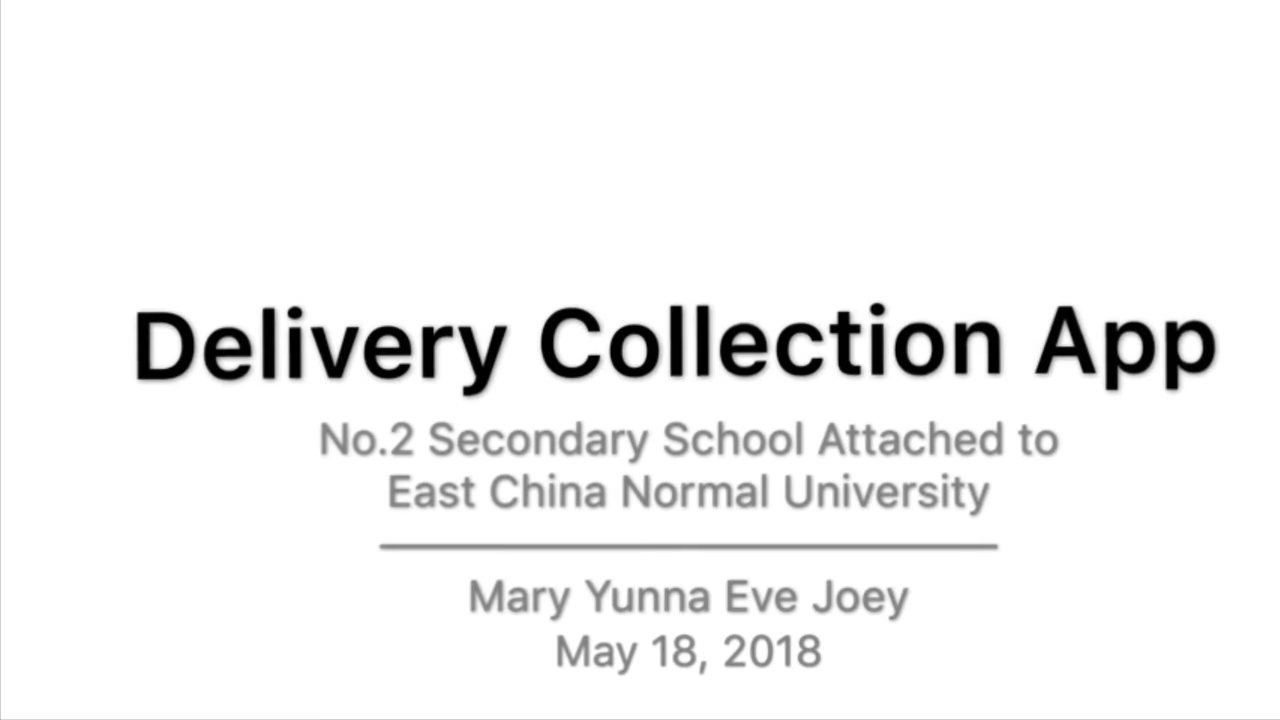 Delivery Collection App
No.2 Secondary School Attached to
East China Normal University
Mary Yunna Eve Joey
May 18, 2018